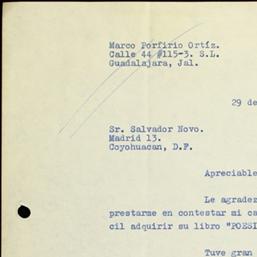 Marco Porfirio Ortíz.
Calle 44 #115-3. S.L.
Guadalajara, Jal.
29 de
Sr. Salvador Novo.
Madrid 13.
Coyohuacan, D.F.
Apreciable
Le agradez
prestarme en contestar mi ca
cil adquirir su libro "POESI
Tuve gran